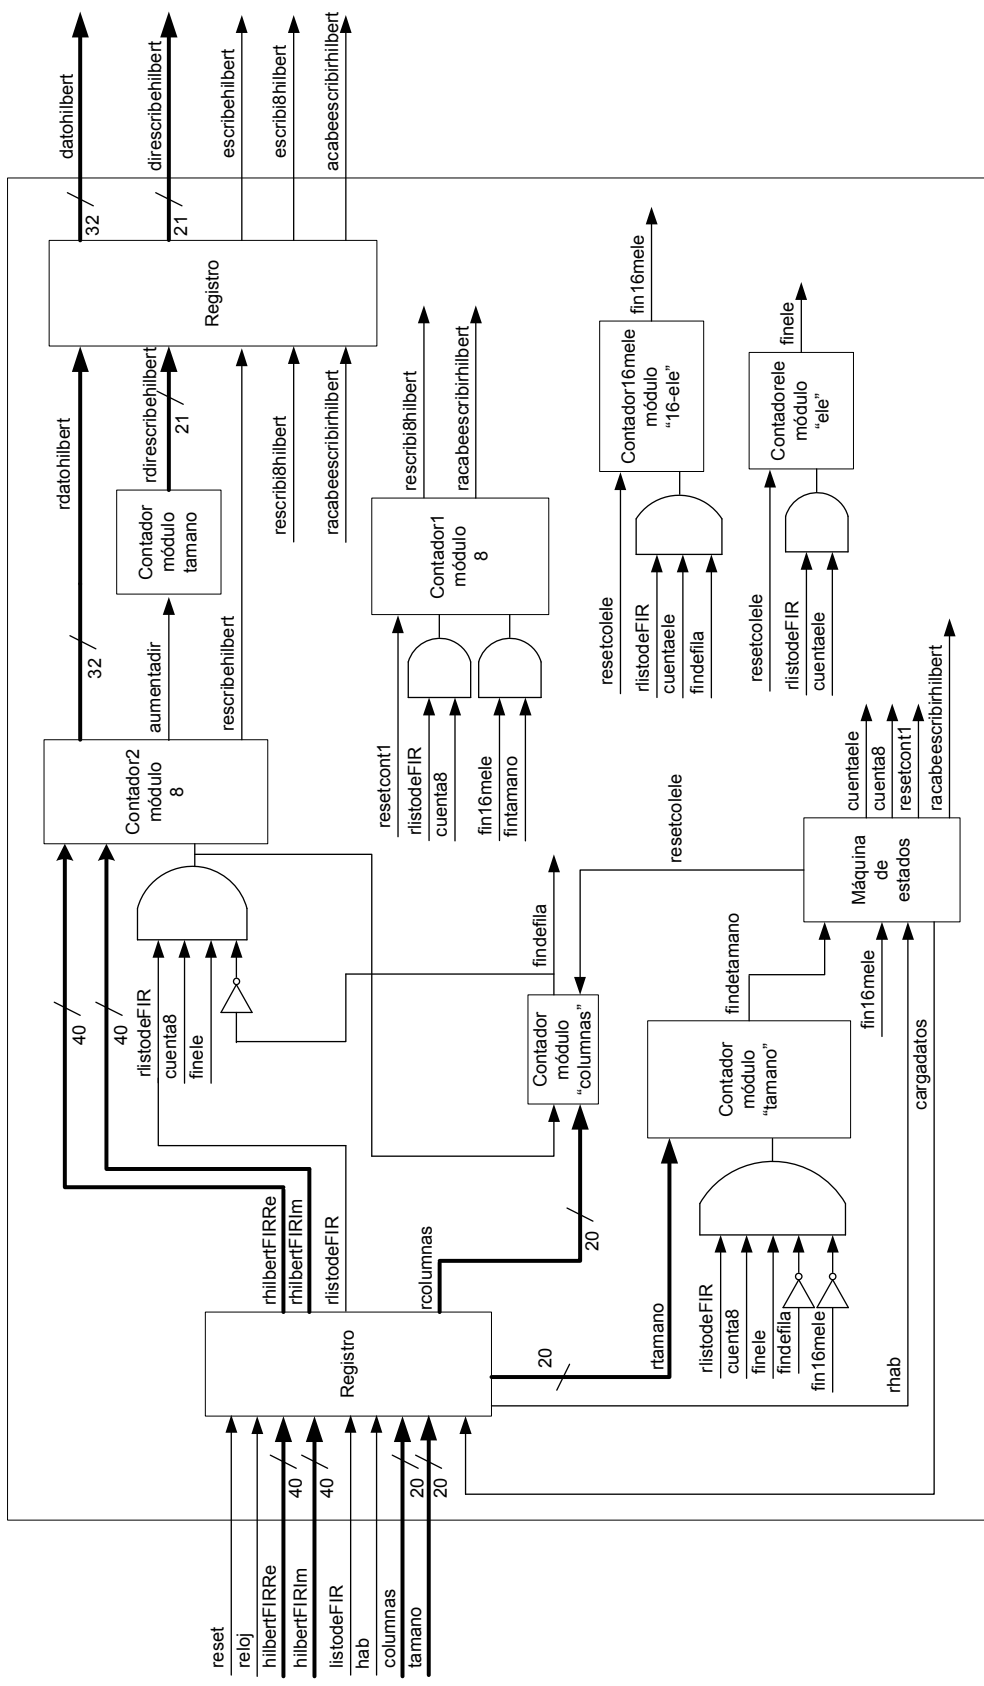 reset
reloj
hilbertFIRRe
hilbertFIRIm
listodeFIR
hab
columnas
tamano
40
40
20
20
Registro
rhilbertFIRRe
rhilbertFIRIm
rlistodeFIR
rcolumnas
20
20
rtamano
rhab
cargadatos
40
40
rlistodeFIR
cuenta8
finele
Contador2
módulo
8
32
rdatohilbert
aumentadir
rescribehilbert
Contador
módulo
tamano
rdirescribehilbert
21
rescribi8hilbert
racabeescribirhilbert
Registro
32
21
datohilbert
direscribehilbert
escribehilbert
escribi8hilbert
acabeescribirhilbert
Contador
módulo
“columnas”
findefila
resetcolele
resetcont1
rlistodeFIR
cuenta8
fin16mele
fintamano
Contador1
módulo
8
rescribi8hilbert
racabeescribirhilbert
rlistodeFIR
cuenta8
finele
findefila
fin16mele
Contador
módulo
“tamano”
findetamano
fin16mele
Máquina
de
estados
cuentaele
cuenta8
resetcont1
racabeescribirhilbert
resetcolele
rlistodeFIR
cuentaele
findefila
Contador16mele
módulo
“16-ele”
fin16mele
resetcolele
rlistodeFIR
cuentaele
Contadorele
módulo
“ele”
finele